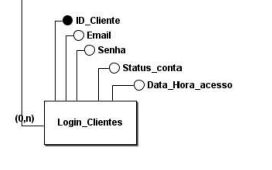 ID_Cliente
Email
Senha
Status_conta
Data_Hora_acesso
(0,n)
Login_Clientes